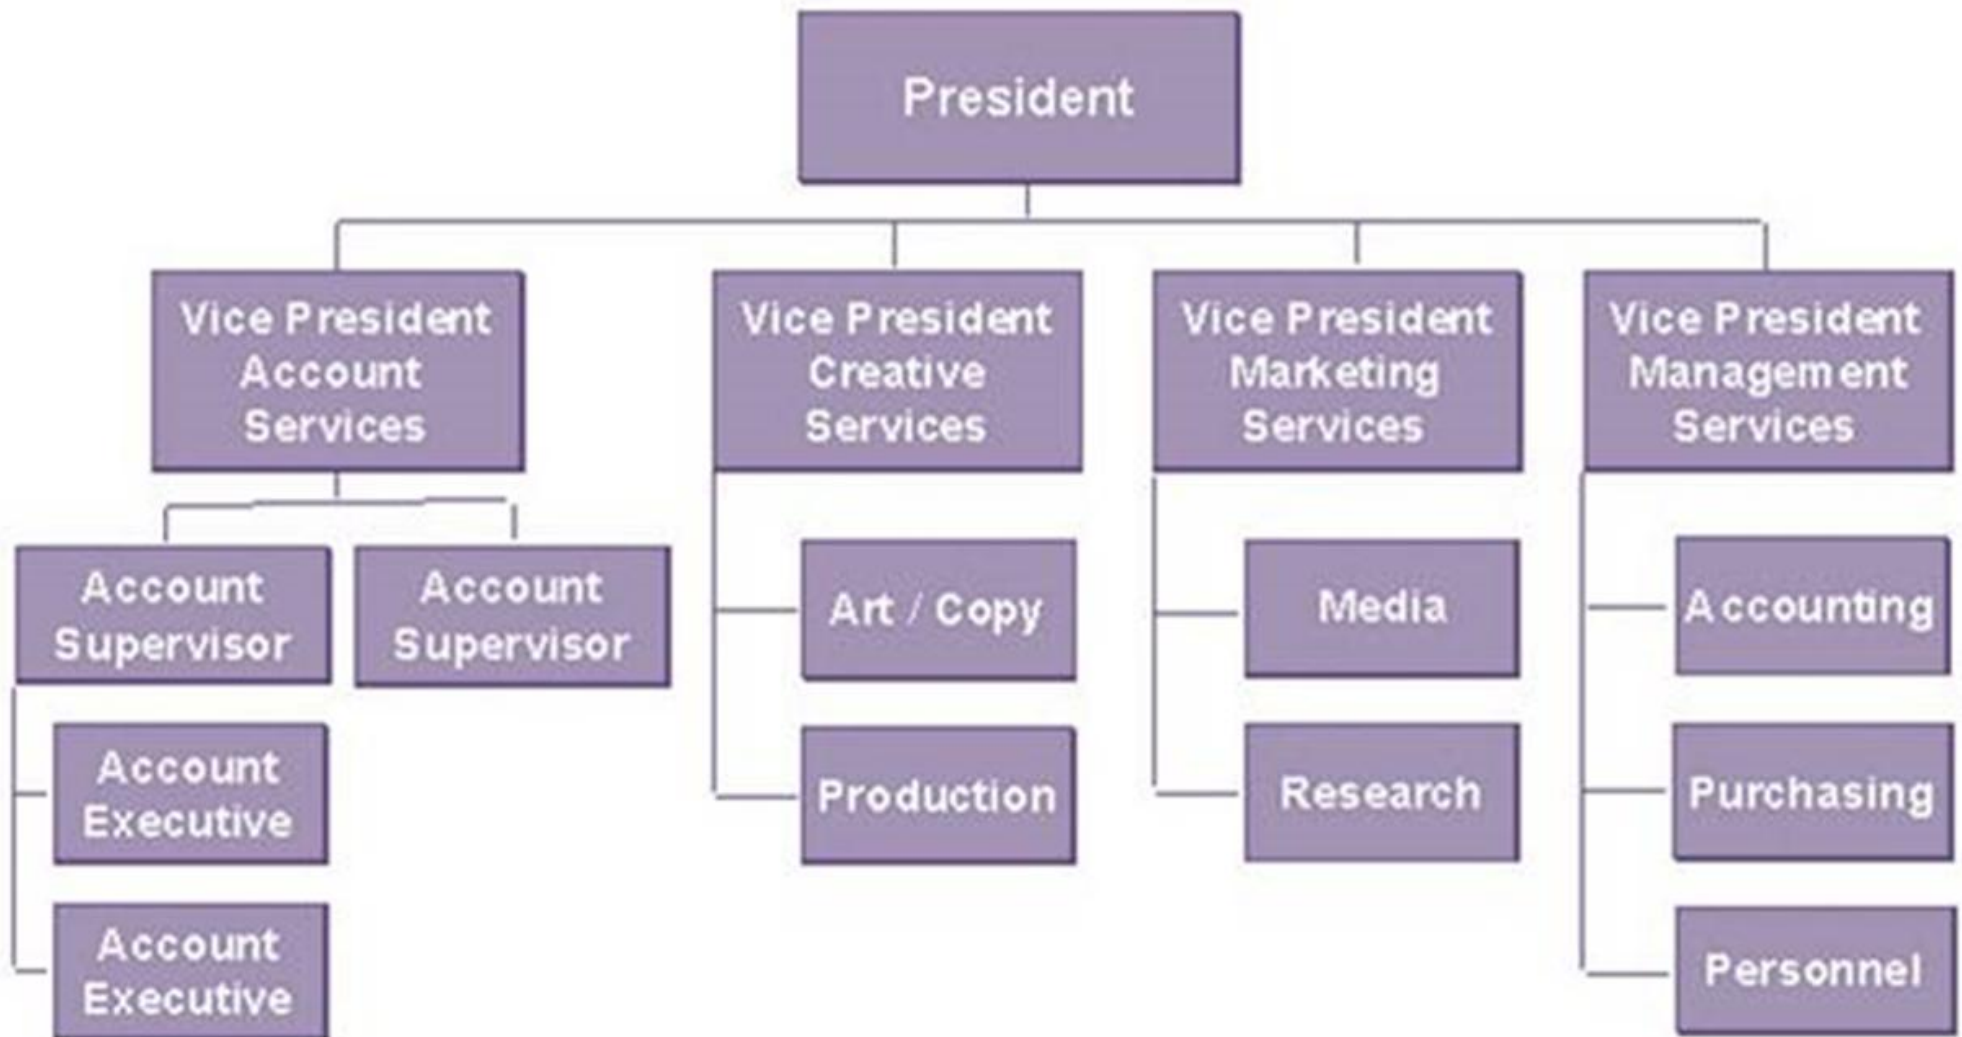 President
Vice President
Account
Services
Vice President
Creative
Services
Vice President
Marketing
Services
Vice President
Management
Services
Account
Supervisor
Account
Supervisor
Account
Executive
Account
Executive
Art / Copy
Production
Media
Research
Accounting
Purchasing
Personnel